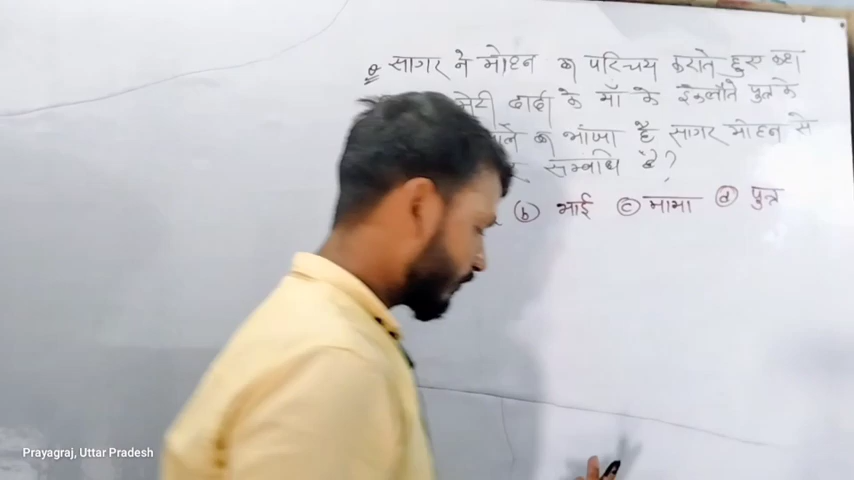 Q सागर ने मोहन का परिचय कराते हुए कहा
मेरी दादी के माँ के इकलौते पुत्र के
का भांजा है सागर मोहन से
सम्बंधि है?
(b) भाई (c) मामा (d) पुत्र
Prayagraj, Uttar Pradesh